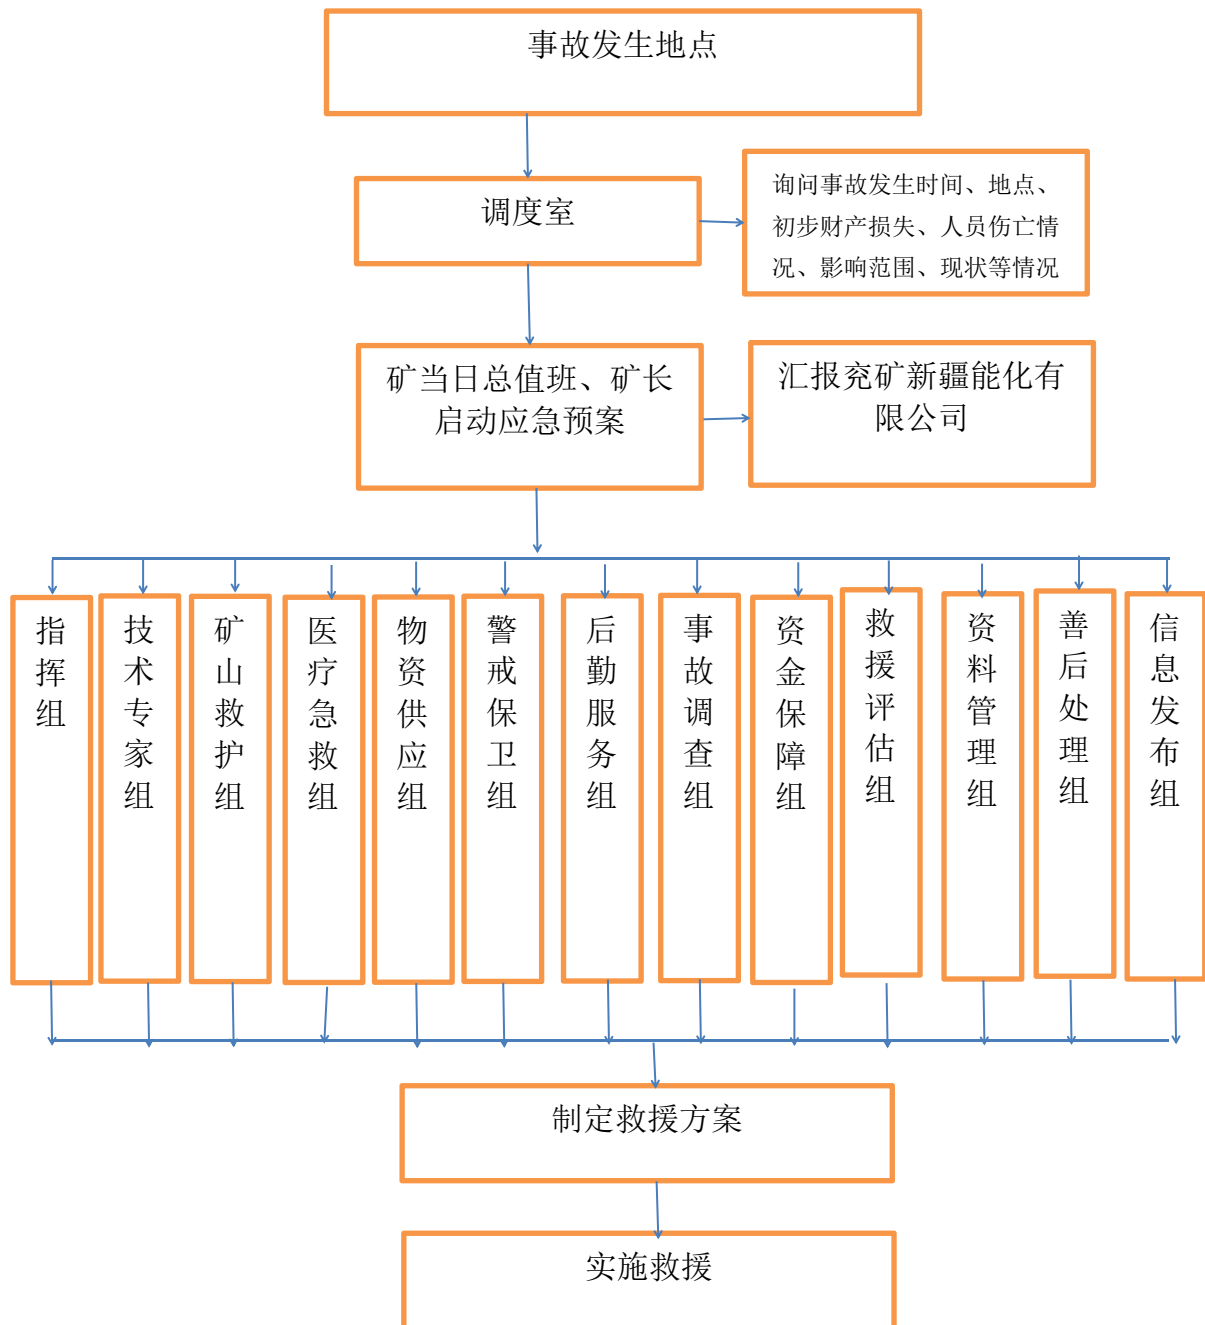 事故发生地点
调度室
询问事故发生时间、地点、
初步财产损失、人员伤亡情
况、影响范围、现状等情况
矿当日总值班、矿长
启动应急预案
汇报兖矿新疆能化有
限公司
指挥组
技术专家组
矿山救护组
医疗急救组
物资供应组
警戒保卫组
后勤服务组
事故调查组
资金保障组
救援评估组
资料管理组
善后处理组
信息发布组
制定救援方案
实施救援